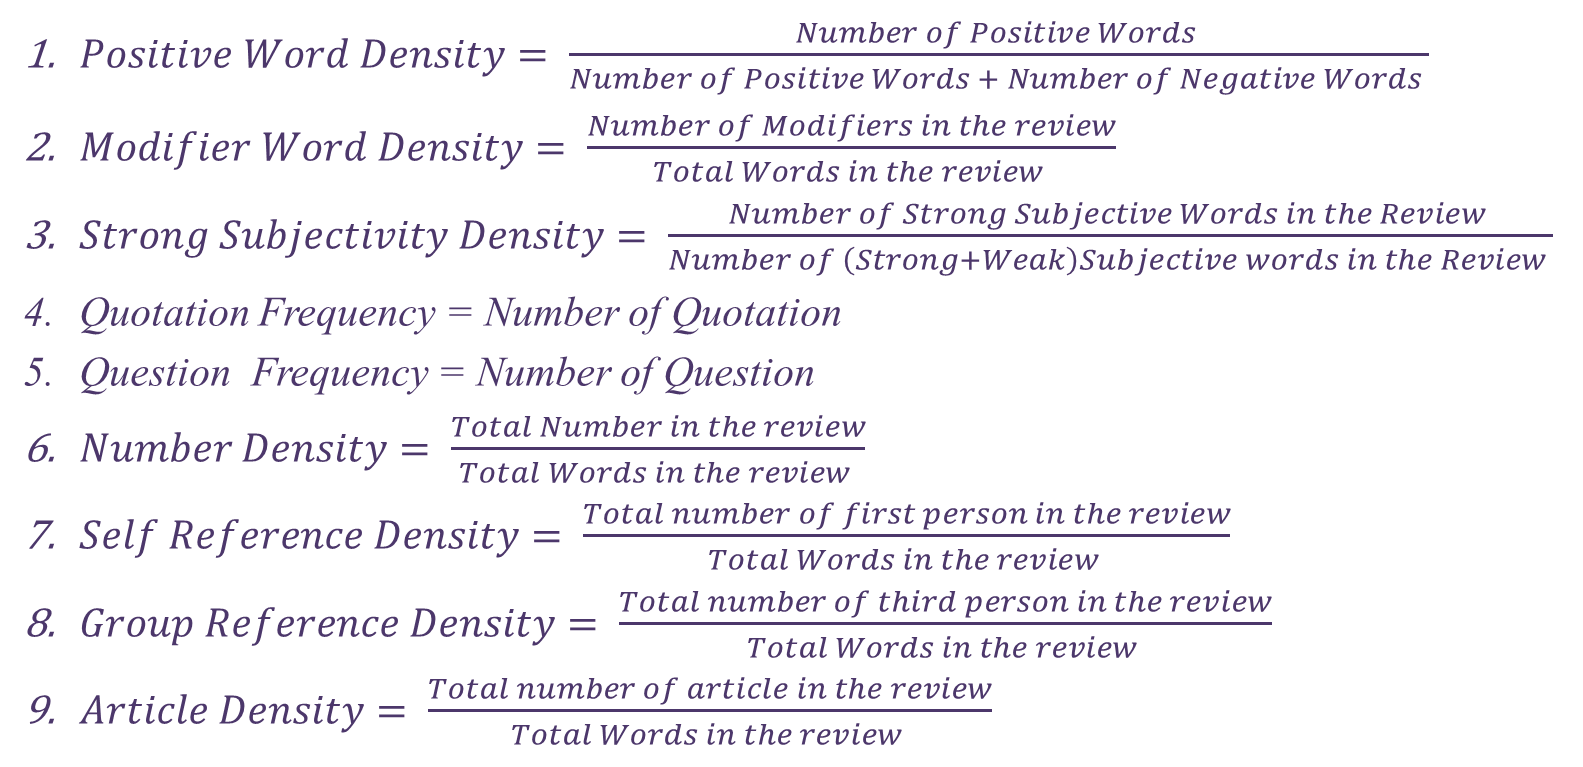 1. Positive Word Density = Number of Positive Words / Number of Positive Words + Number of Negative Words
2. Modifier Word Density = Number of Modifiers in the review / Total Words in the review
3. Strong Subjectivity Density = Number of Strong Subjective Words in the Review / Number of (Strong+Weak)Subjective words in the Review
4. Quotation Frequency = Number of Quotation
5. Question Frequency = Number of Question
6. Number Density = Total Number in the review / Total Words in the review
7. Self Reference Density = Total number of first person in the review / Total Words in the review
8. Group Reference Density = Total number of third person in the review / Total Words in the review
9. Article Density = Total number of article in the review / Total Words in the review